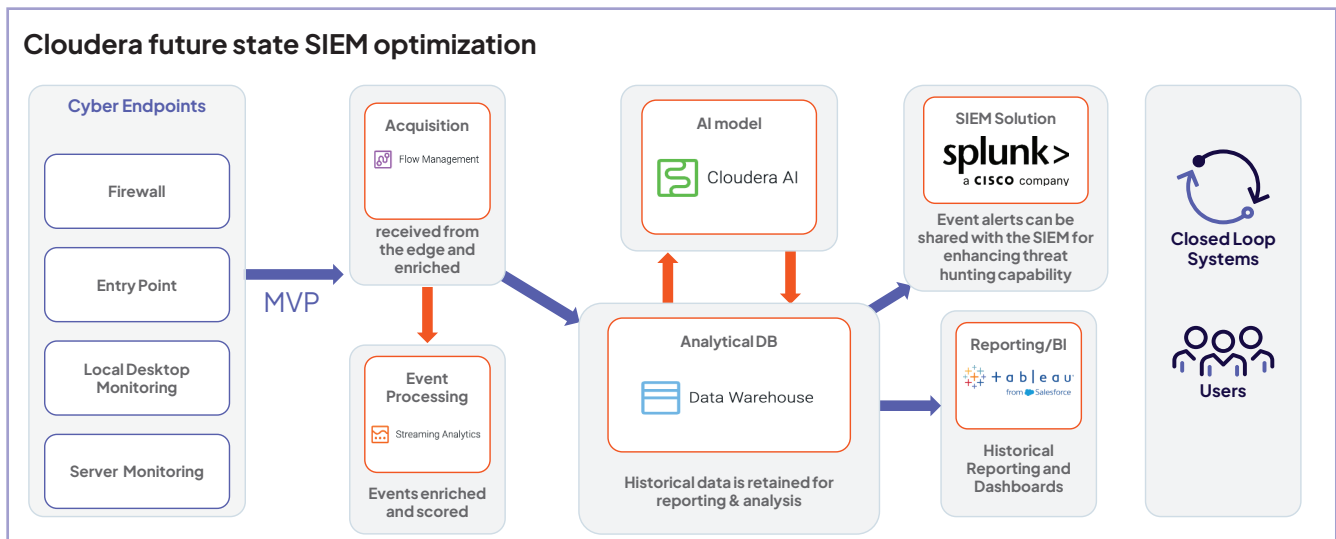 Cloudera future state SIEM optimization
Cyber Endpoints
Firewall
Entry Point
Local Desktop
Monitoring
Server Monitoring
MVP
Acquisition
Flow Management
received from
the edge and
enriched
Event
Processing
Streaming Analytics
Events enriched
and scored
AI model
Cloudera AI
Analytical DB
Data Warehouse
Historical data is retained for
reporting & analysis
SIEM Solution
splunk>
a CISCO company
Event alerts can be
shared with the SIEM for
enhancing threat
hunting capability
Reporting/BI
+ a b l e a u
from Salesforce
Historical
Reporting and
Dashboards
Closed Loop
Systems
Users